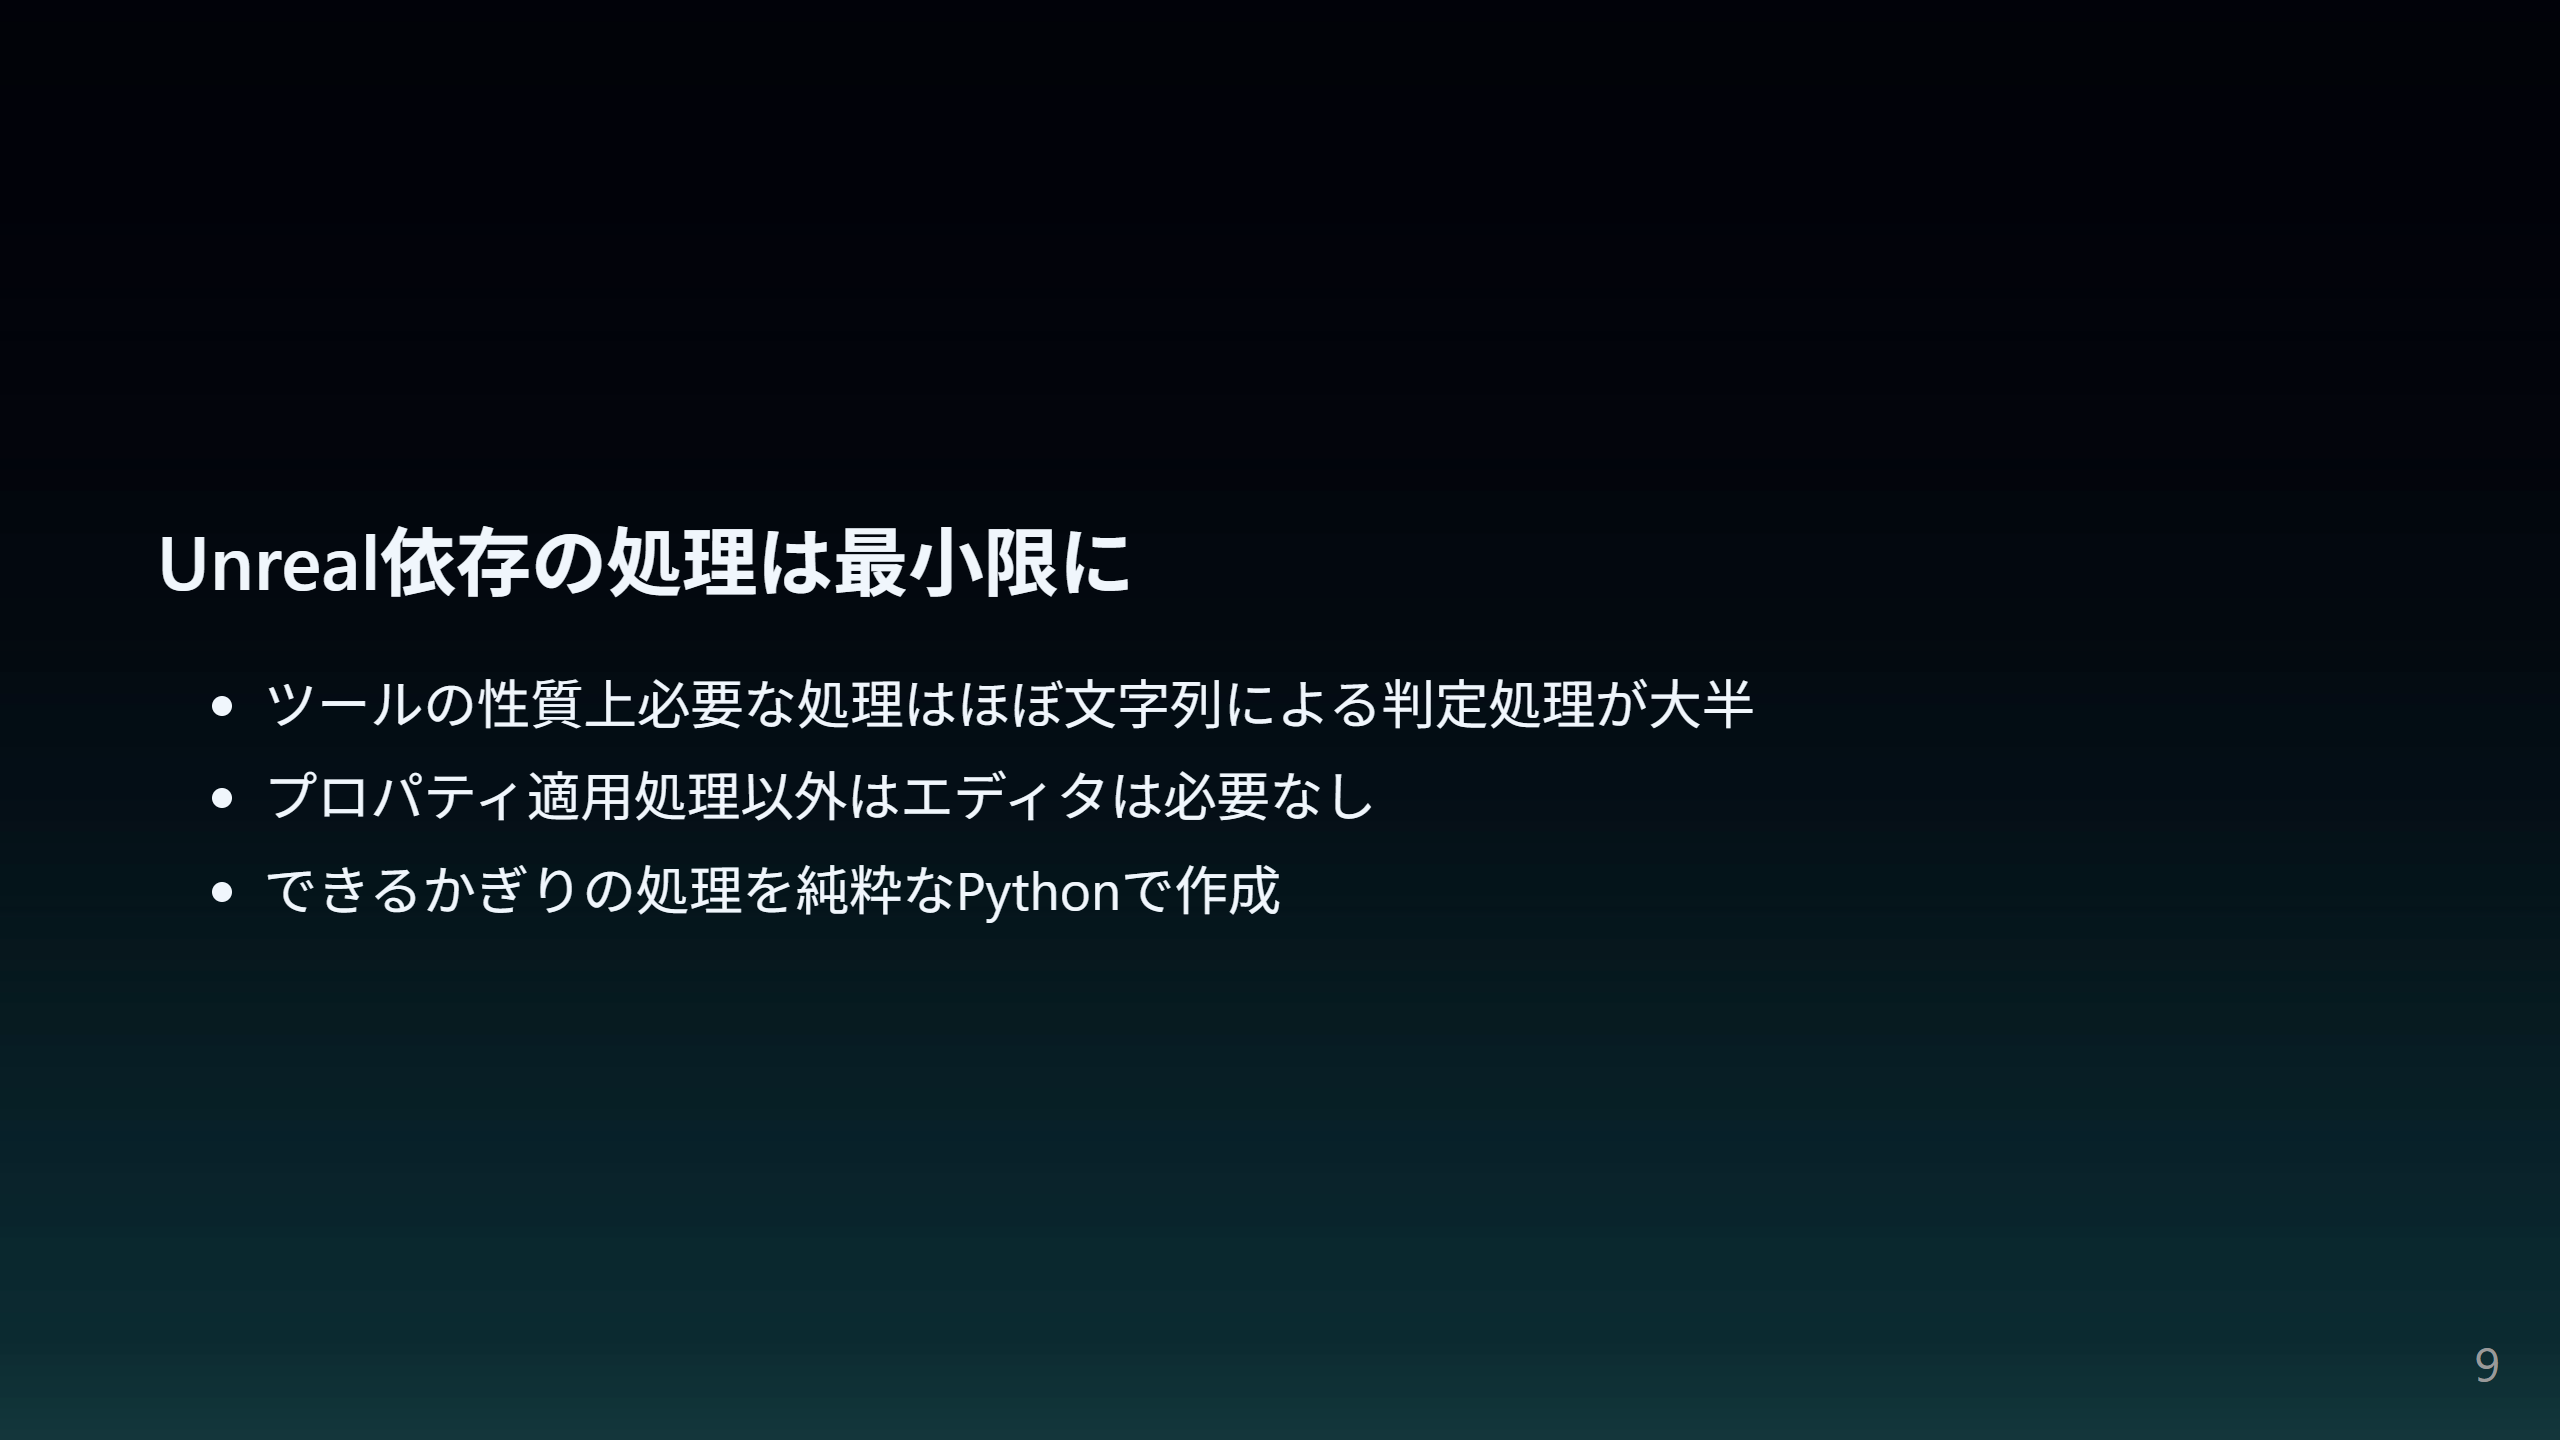 Unreal依存の処理は最小限に
• ツールの性質上必要な処理はほぼ文字列による判定処理が大半
• プロパティ適用処理以外はエディタは必要なし
• できるかぎりの処理を純粋なPythonで作成
9